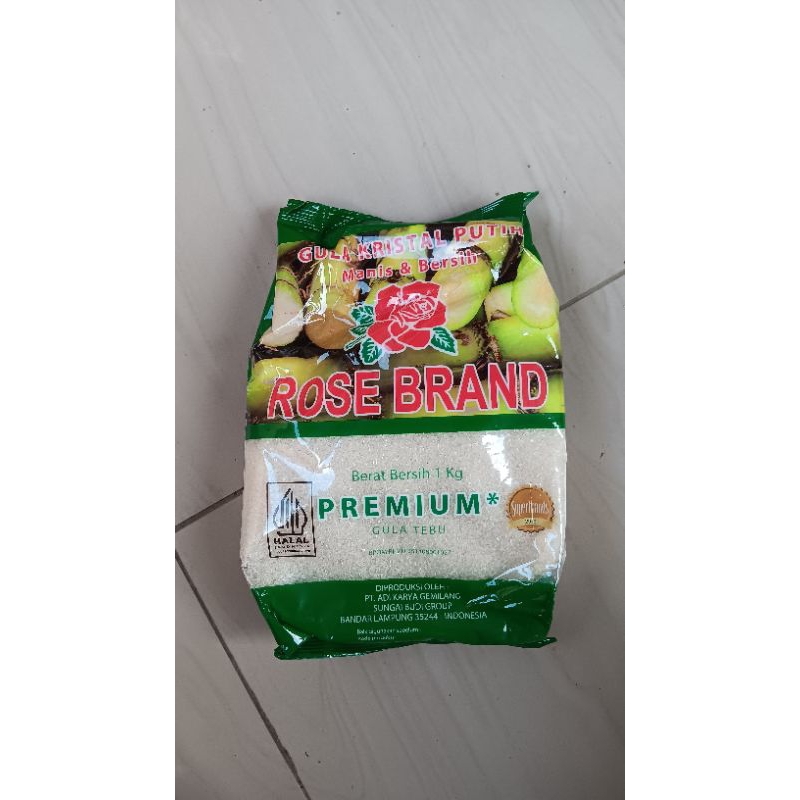 GULA KRISTAL PUTIH
Manis & Bersih
ROSE BRAND
Berat Bersih 1 Kg
PREMIUM*
GULA TEBU
HALAL
Superbrands
DIPRODUKSI OLEH :
PT. ADI KARYA GEMILANG
SUNGAI BUDI GROUP
BANDAR LAMPUNG 35244 - INDONESIA